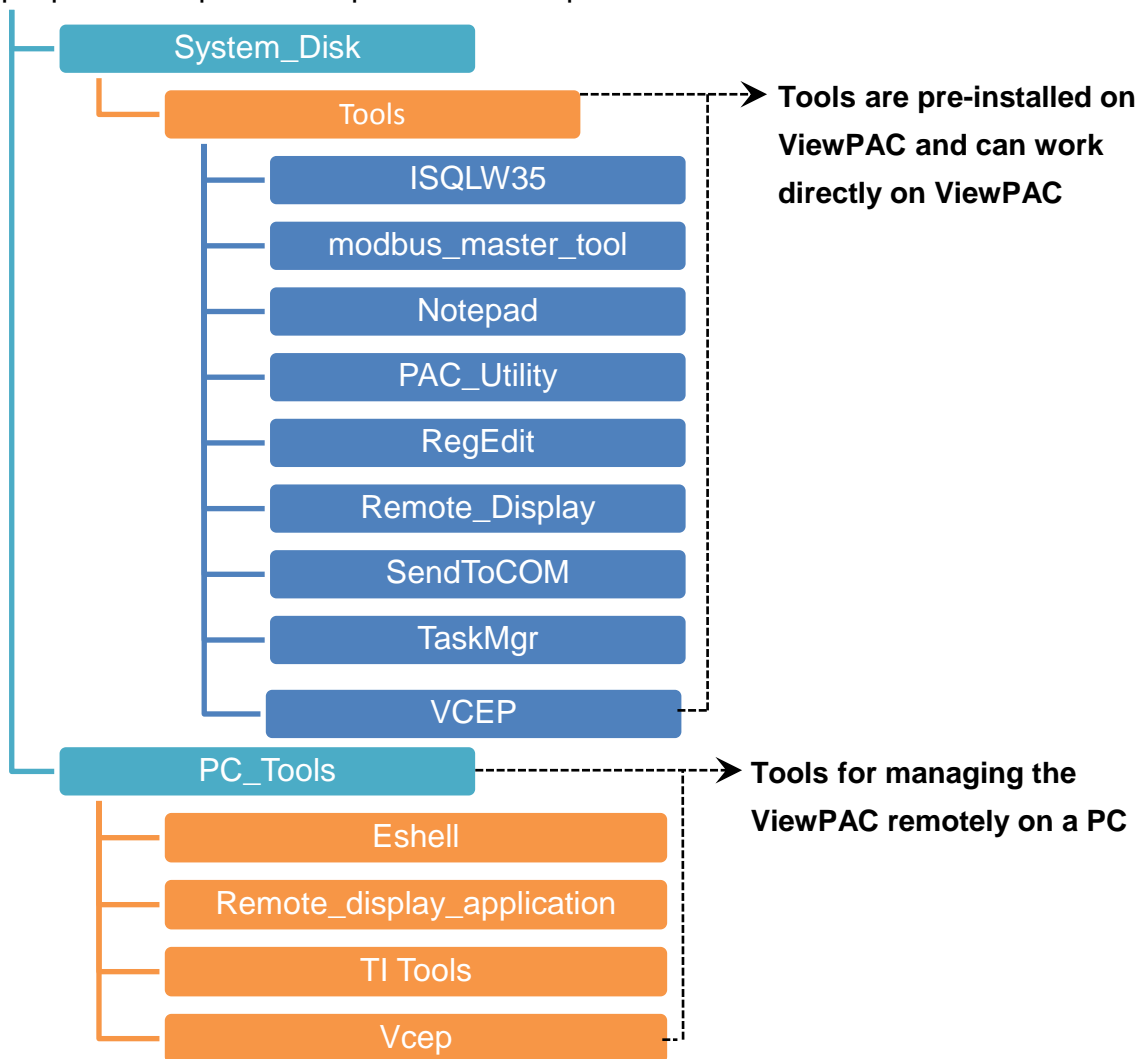 System_Disk
Tools
Tools are pre-installed on
ViewPAC and can work
directly on ViewPAC
ISQLW35
modbus_master_tool
Notepad
PAC_Utility
RegEdit
Remote_Display
SendToCOM
TaskMgr
VCEP
PC_Tools
Tools for managing the
ViewPAC remotely on a PC
Eshell
Remote_display_application
TI Tools
Vcep